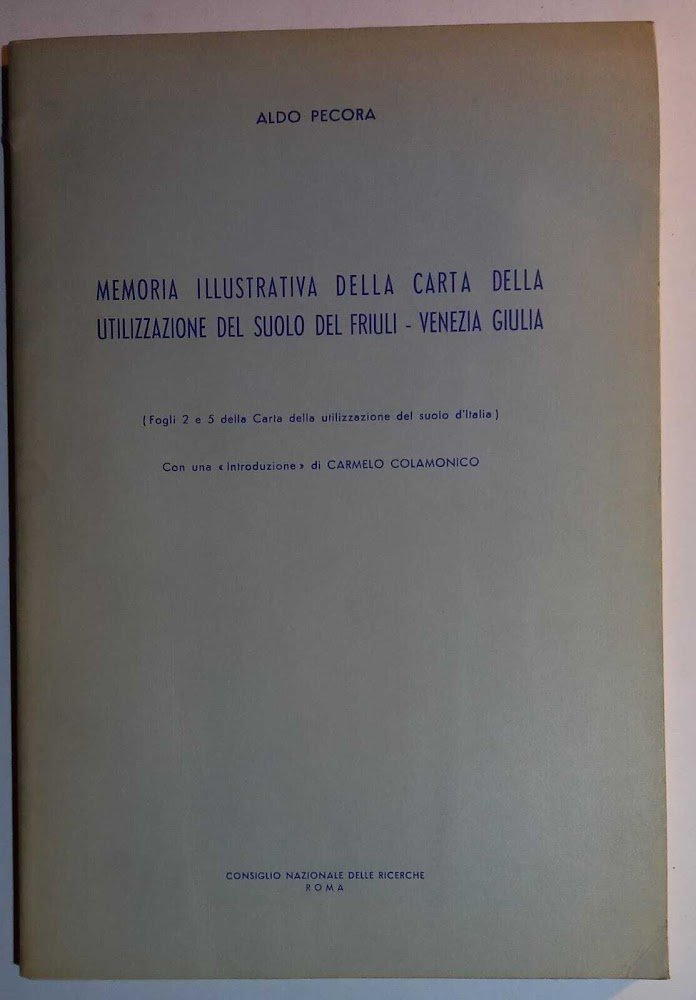 ALDO PECORA
MEMORIA ILLUSTRATIVA DELLA CARTA DELLA
UTILIZZAZIONE DEL SUOLO DEL FRIULI - VENEZIA GIULIA
(Fogli 2 e 5 della Carta della utilizzazione del suolo d'Italia)
Con una «Introduzione» di CARMELO COLAMONICO
CONSIGLIO NAZIONALE DELLE RICERCHE
ROMA